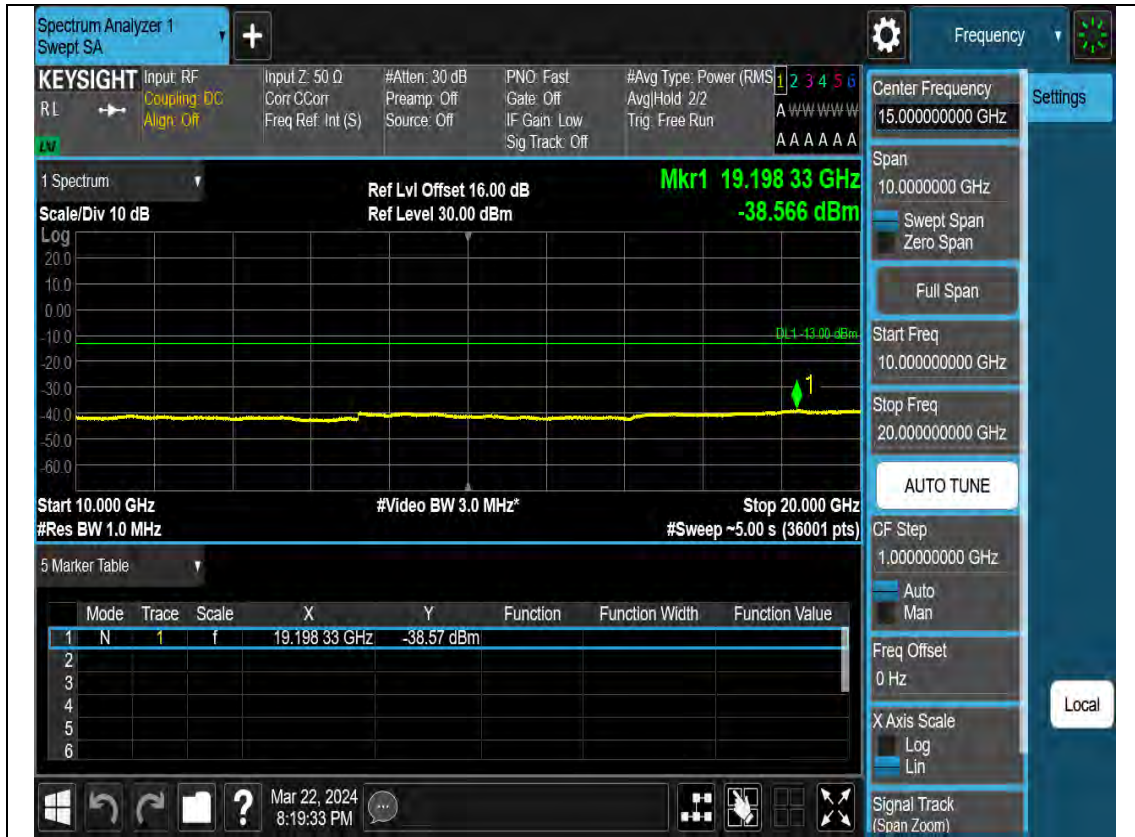 Spectrum Analyzer 1
Swept SA
+
Frequency
KEYSIGHT
RL
LXI
Input: RF
Coupling: DC
Align: Off
Input Z: 50 Ω
Corr CCorr
Freq Ref: Int (S)
#Atten: 30 dB
Preamp: Off
Source: Off
PNO: Fast
Gate: Off
IF Gain: Low
Sig Track: Off
#Avg Type: Power (RMS
Avg|Hold: 2/2
Trig: Free Run
1 2 3 4 5 6
A W W W W W
A A A A A A
1 Spectrum
Scale/Div 10 dB
Ref Lvl Offset 16.00 dB
Ref Level 30.00 dBm
Mkr1 19.198 33 GHz
-38.566 dBm
Log
20.0
10.0
0.00
-10.0
-20.0
-30.0
-40.0
-50.0
-60.0
DL1 -13.00 dBm
1
Start 10.000 GHz
#Video BW 3.0 MHz*
Stop 20.000 GHz
#Res BW 1.0 MHz
#Sweep ~5.00 s (36001 pts)
5 Marker Table
Mode Trace Scale X Y Function Function Width Function Value
1 N 1 f 19.198 33 GHz -38.57 dBm
2
3
4
5
6
Mar 22, 2024
8:19:33 PM
?
Center Frequency
15.000000000 GHz
Settings
Span
10.0000000 GHz
Swept Span
Zero Span
Full Span
Start Freq
10.000000000 GHz
Stop Freq
20.000000000 GHz
AUTO TUNE
CF Step
1.000000000 GHz
Auto
Man
Freq Offset
0 Hz
Local
X Axis Scale
Log
Lin
Signal Track
(Span Zoom)